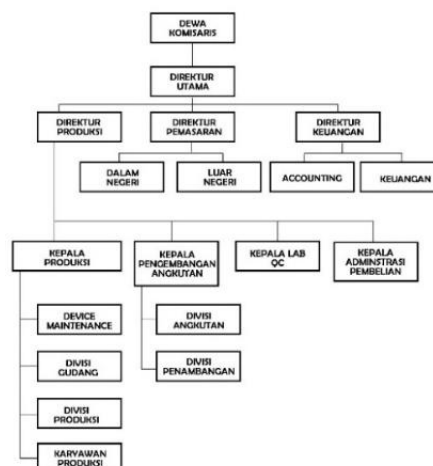 DEWA
KOMISARIS
DIREKTUR
UTAMA
DIREKTUR
PRODUKSI
DIREKTUR
PEMASARAN
DIREKTUR
KEUANGAN
DALAM
NEGERI
LUAR
NEGERI
ACCOUNTING
KEUANGAN
KEPALA
PRODUKSI
KEPALA
PENGEMBANGAN
ANGKUTAN
KEPALA LAB
QC
KEPALA
ADMINSTRASI
PEMBELIAN
DEVICE
MAINTENANCE
DIVISI
ANGKUTAN
DIVISI
GUDANG
DIVISI
PENAMBANGAN
DIVISI
PRODUKSI
KARYAWAN
PRODUKSI